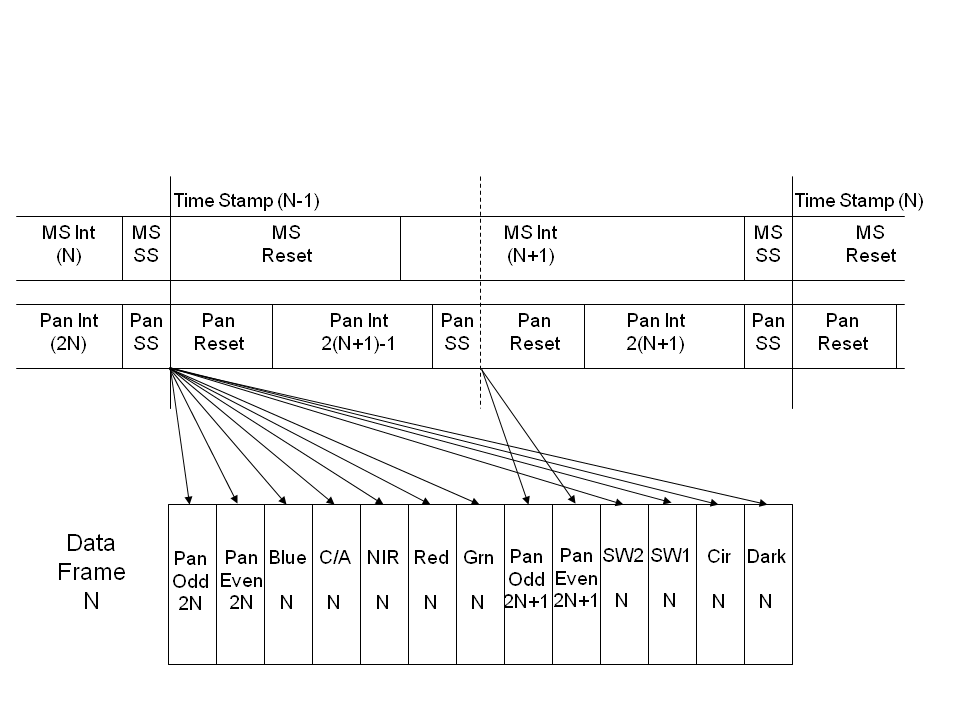 Time Stamp (N-1)
Time Stamp (N)
MS Int
(N)
MS
SS
MS
Reset
MS Int
(N+1)
MS
SS
MS
Reset
Pan Int
(2N)
Pan
SS
Pan
Reset
Pan Int
2(N+1)-1
Pan
SS
Pan
Reset
Pan Int
2(N+1)
Pan
SS
Pan
Reset
Data
Frame
N
Pan
Odd
2N
Pan
Even
2N
Blue
N
C/A
N
NIR
N
Red
N
Grn
N
Pan
Odd
2N+1
Pan
Even
2N+1
SW2
N
SW1
N
Cir
N
Dark
N